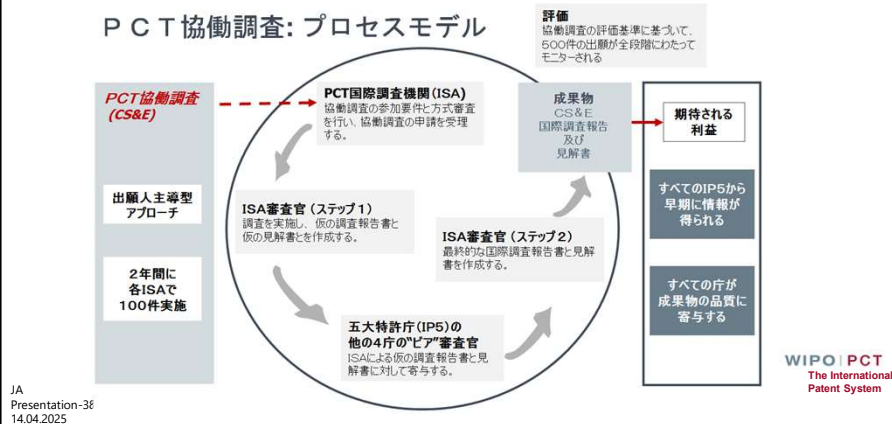 ＰＣＴ協働調査: プロセスモデル
評価
協働調査の評価基準に基づいて、
500件の出願が全段階にわたって
モニターされる
PCT協働調査
(CS&E)
出願人主導型
アプローチ
２年間に
各ISAで
100件実施
PCT国際調査機関(ISA)
協働調査の参加要件と方式審査
を行い、協働調査の申請を受理
する。
ISA審査官（ステップ１）
調査を実施し、仮の調査報告書と
仮の見解書とを作成する。
五大特許庁(IP5)の
他の4庁の“ピア”審査官
ISAによる仮の調査報告書と見
解書に対して寄与する。
ISA審査官（ステップ２）
最終的な国際調査報告書と見解
書を作成する。
成果物
CS&E
国際調査報告
及び
見解書
期待される
利益
すべてのIP5から
早期に情報が
得られる
すべての庁が
成果物の品質に
寄与する
WIPO|PCT
The International
Patent System
JA
Presentation-38
14.04.2025